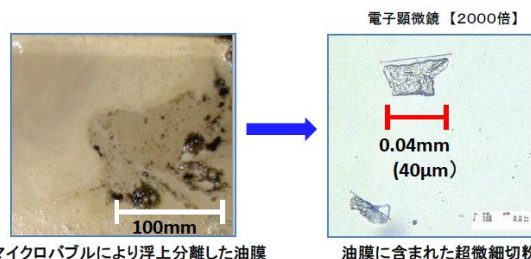 電子顕微鏡 【2000倍】
100mm
0.04mm
(40μm)
マイクロバブルにより浮上分離した油膜
油膜に含まれた超微細切粉